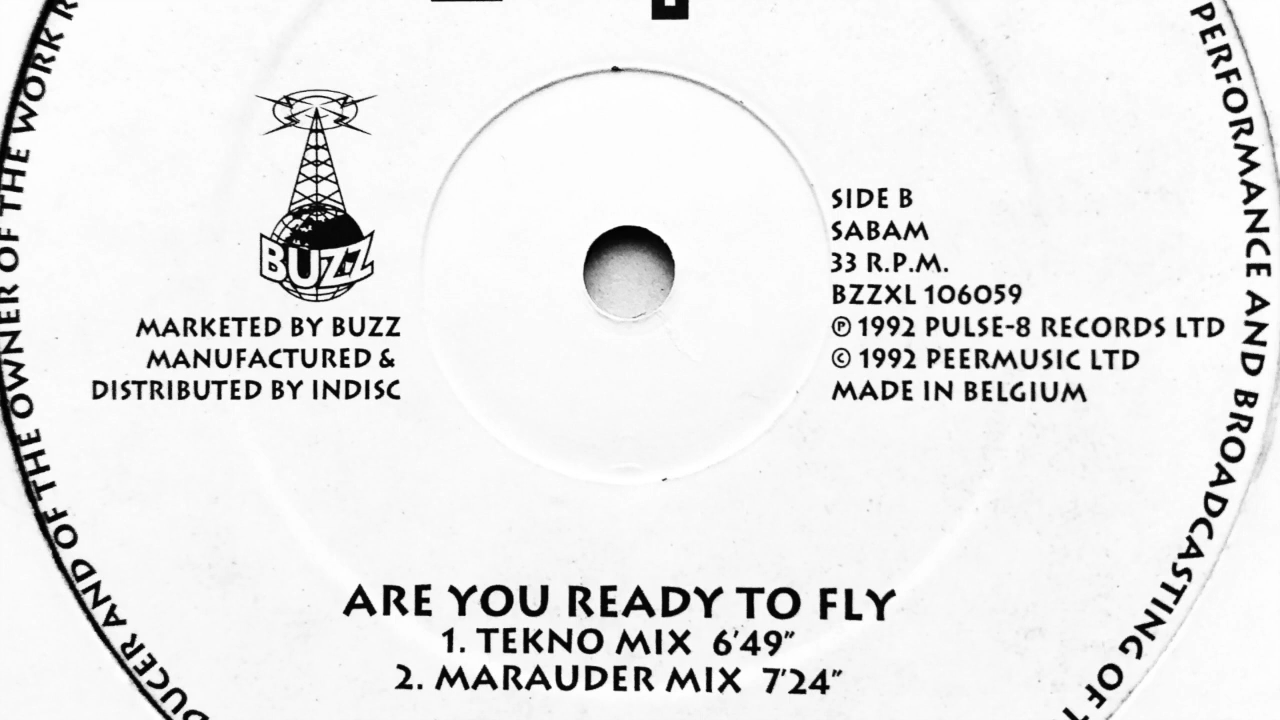 BUZZ
MARKETED BY BUZZ
MANUFACTURED &
DISTRIBUTED BY INDISC
SIDE B
SABAM
33 R.P.M.
BZZXL 106059
℗ 1992 PULSE-8 RECORDS LTD
© 1992 PEERMUSIC LTD
MADE IN BELGIUM
ARE YOU READY TO FLY
1. TEKNO MIX 6'49"
2. MARAUDER MIX 7'24"
DUCER AND OF THE OWNER OF THE WORK R
PERFORMANCE AND BROADCASTING OF T